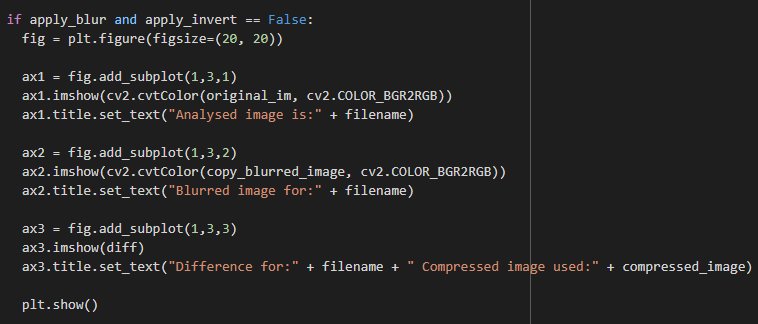 if apply_blur and apply_invert == False:
  fig = plt.figure(figsize=(20, 20))

  ax1 = fig.add_subplot(1,3,1)
  ax1.imshow(cv2.cvtColor(original_im, cv2.COLOR_BGR2RGB))
  ax1.title.set_text("Analysed image is:" + filename)

  ax2 = fig.add_subplot(1,3,2)
  ax2.imshow(cv2.cvtColor(copy_blurred_image, cv2.COLOR_BGR2RGB))
  ax2.title.set_text("Blurred image for:" + filename)

  ax3 = fig.add_subplot(1,3,3)
  ax3.imshow(diff)
  ax3.title.set_text("Difference for:" + filename + " Compressed image used:" + compressed_image)

  plt.show()